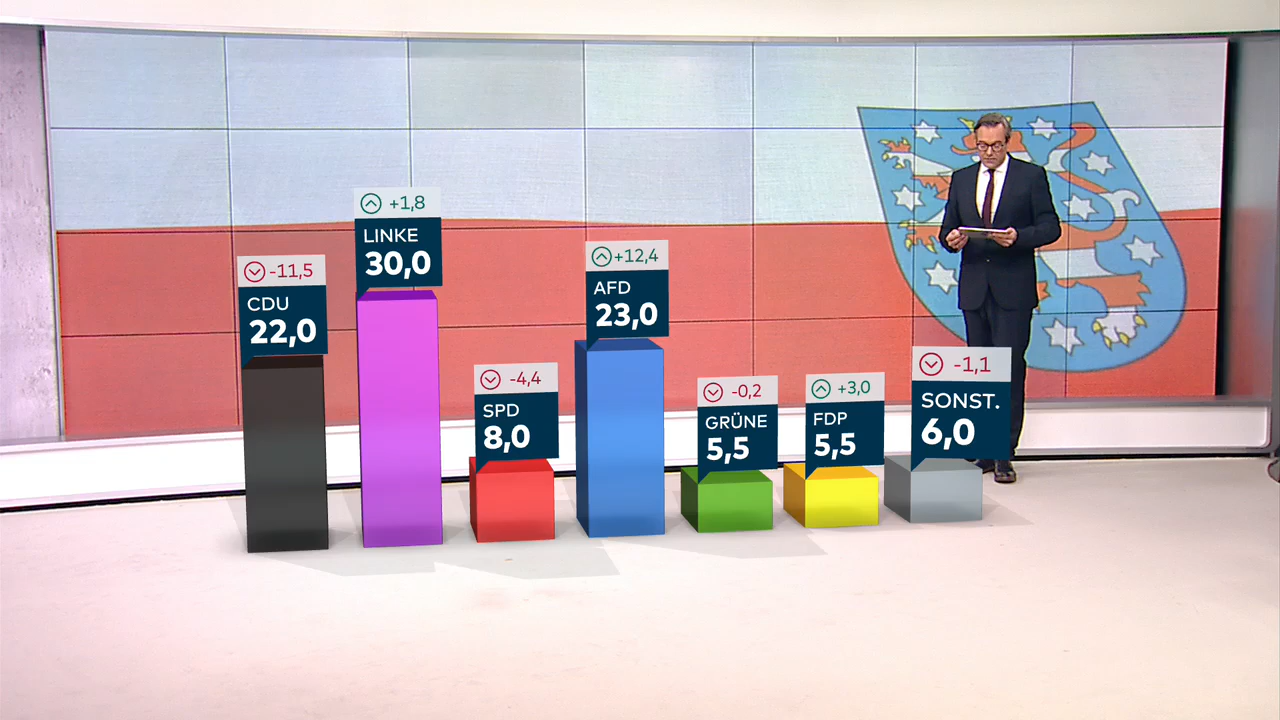 -11,5
CDU
22,0
+1,8
LINKE
30,0
-4,4
SPD
8,0
+12,4
AFD
23,0
-0,2
GRÜNE
5,5
+3,0
FDP
5,5
-1,1
SONST.
6,0